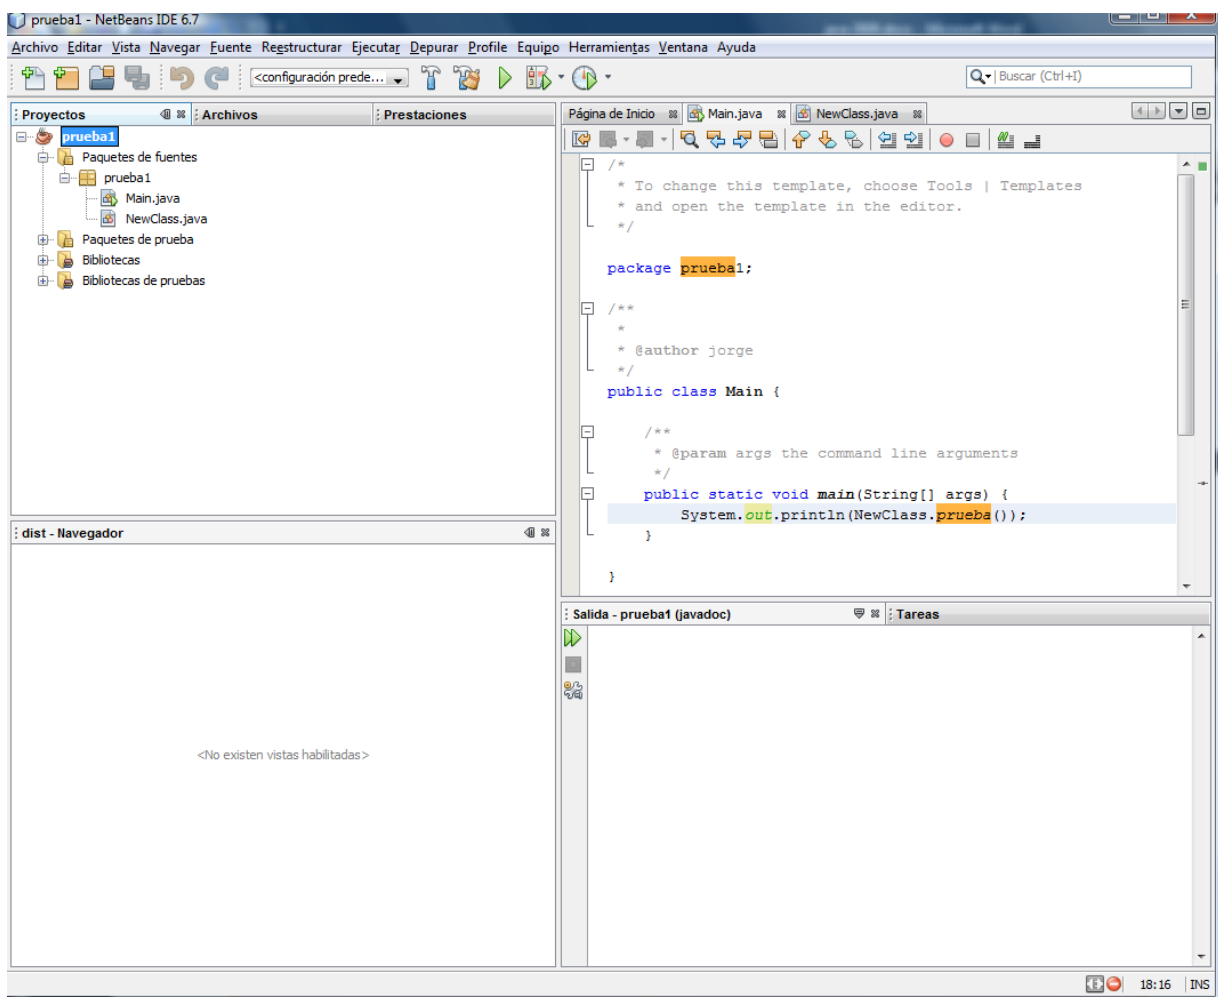 prueba1 - NetBeans IDE 6.7
Archivo Editar Vista Navegar Fuente Reestructurar Ejecutar Depurar Profile Equipo Herramientas Ventana Ayuda
<configuración prede...
Buscar (Ctrl+I)
Proyectos
Archivos
Prestaciones
prueba1
Paquetes de fuentes
prueba1
Main.java
NewClass.java
Paquetes de prueba
Bibliotecas
Bibliotecas de pruebas
dist - Navegador
<No existen vistas habilitadas>
Página de Inicio
Main.java
NewClass.java
/*
* To change this template, choose Tools | Templates
* and open the template in the editor.
*/
package prueba1;
/**
*
* @author jorge
*/
public class Main {
/**
* @param args the command line arguments
*/
public static void main(String[] args) {
System.out.println(NewClass.prueba());
}
}
Salida - prueba1 (javadoc)
Tareas
18:16
INS